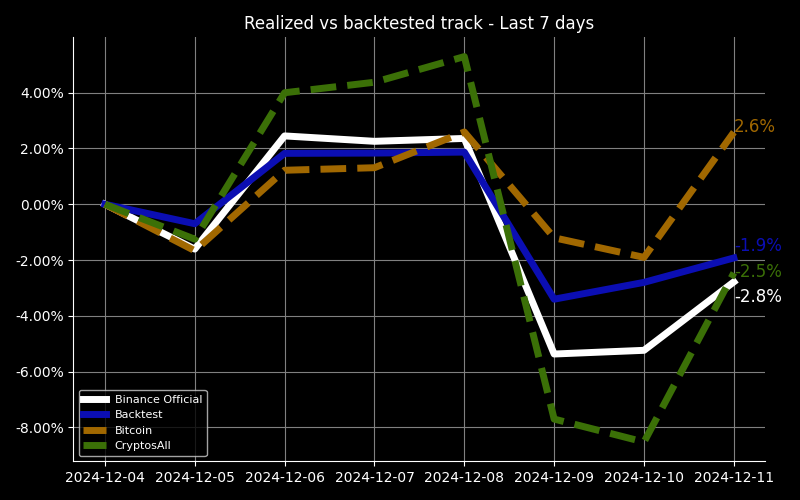 Realized vs backtested track - Last 7 days
4.00%
2.00%
0.00%
-2.00%
-4.00%
-6.00%
-8.00%
2.6%
-1.9%
-2.5%
-2.8%
Binance Official
Backtest
Bitcoin
CryptosAll
2024-12-04 2024-12-05 2024-12-06 2024-12-07 2024-12-08 2024-12-09 2024-12-10 2024-12-11